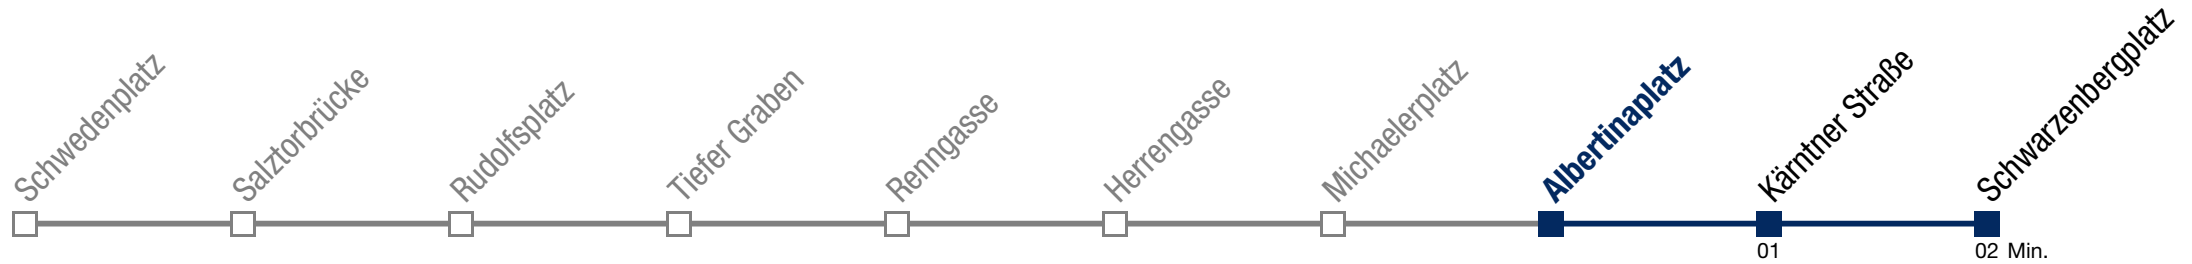 Schwedenplatz
Salztorbrücke
Rudolfsplatz
Tiefer Graben
Renngasse
Herrengasse
Michaelerplatz
Albertinaplatz
Kärntner Straße
Schwarzenbergplatz
01
02 Min.